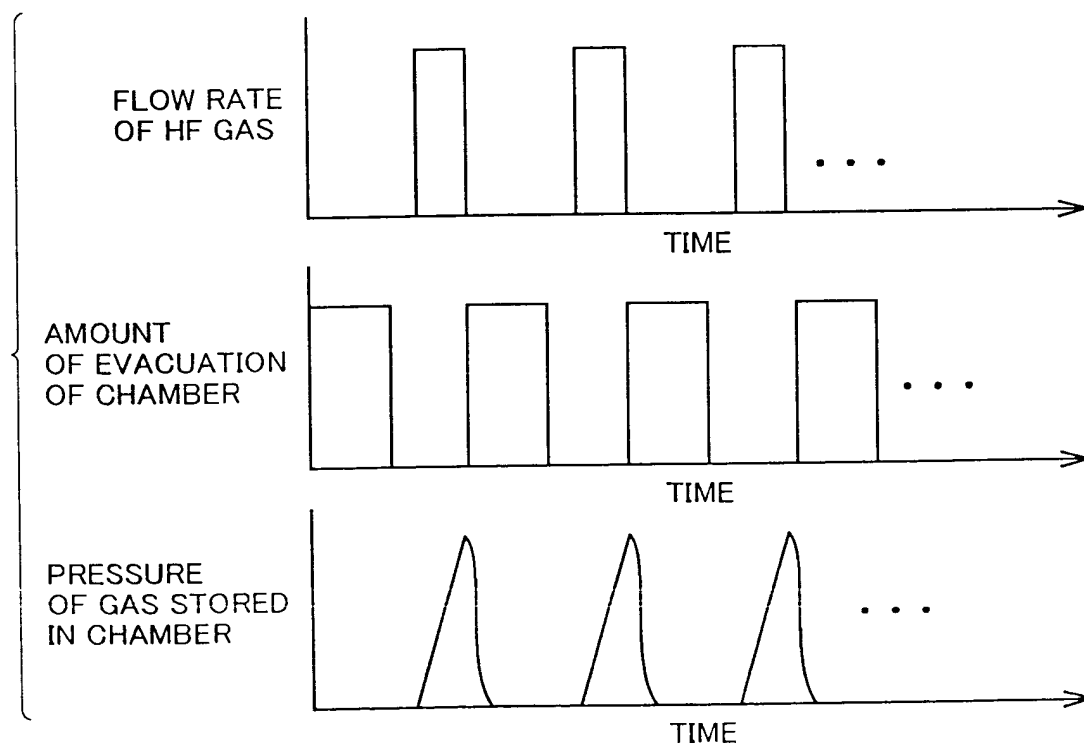 FLOW RATE
OF HF GAS
• • •
TIME
AMOUNT
OF EVACUATION
OF CHAMBER
• • •
TIME
PRESSURE
OF GAS STORED
IN CHAMBER
• • •
TIME